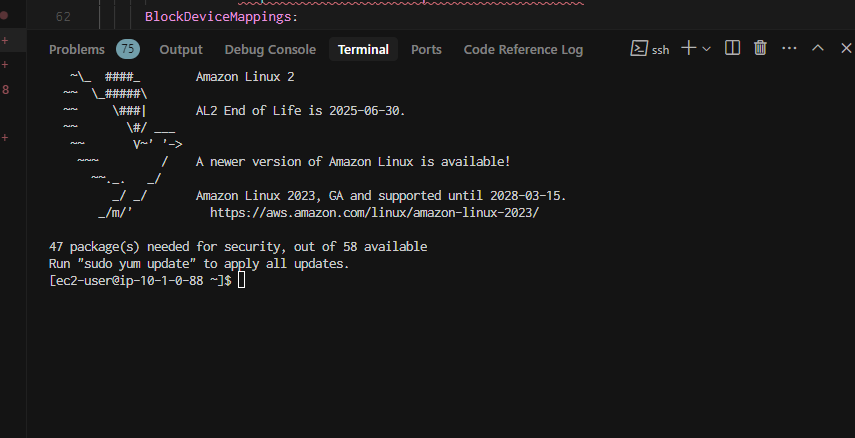 62 BlockDeviceMappings:
Problems 75 Output Debug Console Terminal Ports Code Reference Log ssh
   ~\_  ####_        Amazon Linux 2
  ~~  \_#####\
  ~~     \###|       AL2 End of Life is 2025-06-30.
  ~~       \#/ ___
   ~~       V~' '->
    ~~~         /    A newer version of Amazon Linux is available!
      ~~._.   _/
         _/ _/       Amazon Linux 2023, GA and supported until 2028-03-15.
       _/m/'           https://aws.amazon.com/linux/amazon-linux-2023/
47 package(s) needed for security, out of 58 available
Run "sudo yum update" to apply all updates.
[ec2-user@ip-10-1-0-88 ~]$
8